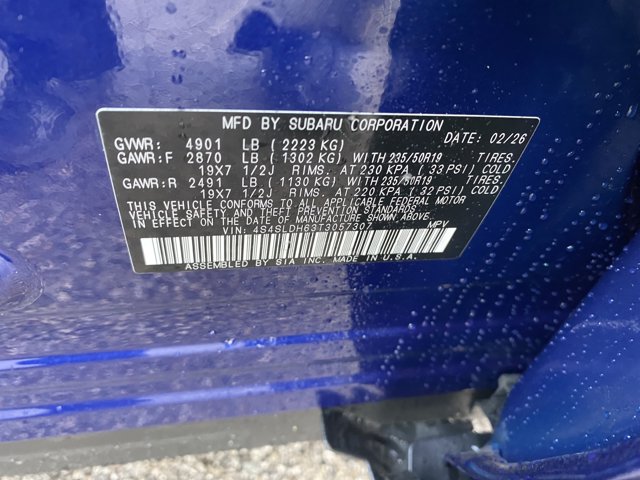 MFD BY SUBARU CORPORATION DATE: 02/26
GVWR: 4901 LB (2223 KG)
GAWR:F 2870 LB (1302 KG) WITH 235/50R19 TIRES.
19X7 1/2J RIMS.AT 230 KPA (33 PSI) COLD
GAWR:R 2491 LB (1130 KG) WITH 235/50R19 TIRES.
19X7 1/2J RIMS.AT 220 KPA (32 PSI) COLD
THIS VEHICLE CONFORMS TO ALL APPLICABLE FEDERAL MOTOR
VEHICLE SAFETY AND THEFT PREVENTION STANDARDS IN EFFECT ON THE DATE OF
MANUFACTURE SHOWN ABOVE.
VIN: 4S4SLDH63T3057307 MPV
ASSEMBLED BY SIA INC. MADE IN U.S.A.